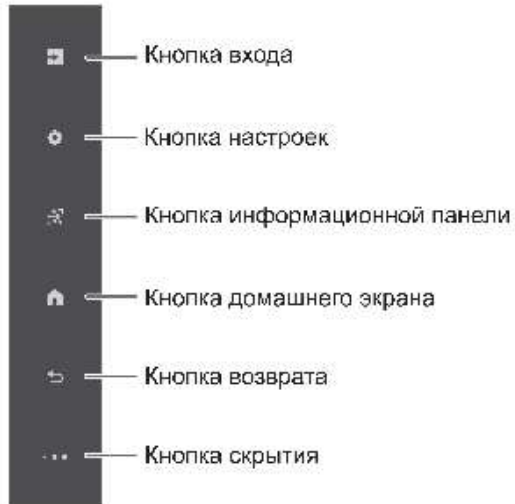 Кнопка входа
Кнопка настроек
Кнопка информационной панели
Кнопка домашнего экрана
Кнопка возврата
Кнопка скрытия